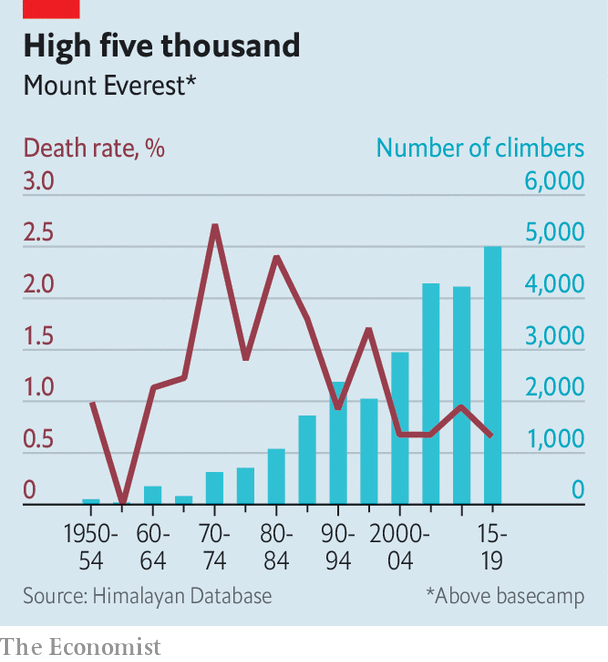 High five thousand
Mount Everest*
Death rate, % Number of climbers
3.0 6,000
2.5 5,000
2.0 4,000
1.5 3,000
1.0 2,000
0.5 1,000
0 0
1950- 60- 70- 80- 90- 2000- 15-
54 64 74 84 94 04 19
Source: Himalayan Database *Above basecamp
The Economist